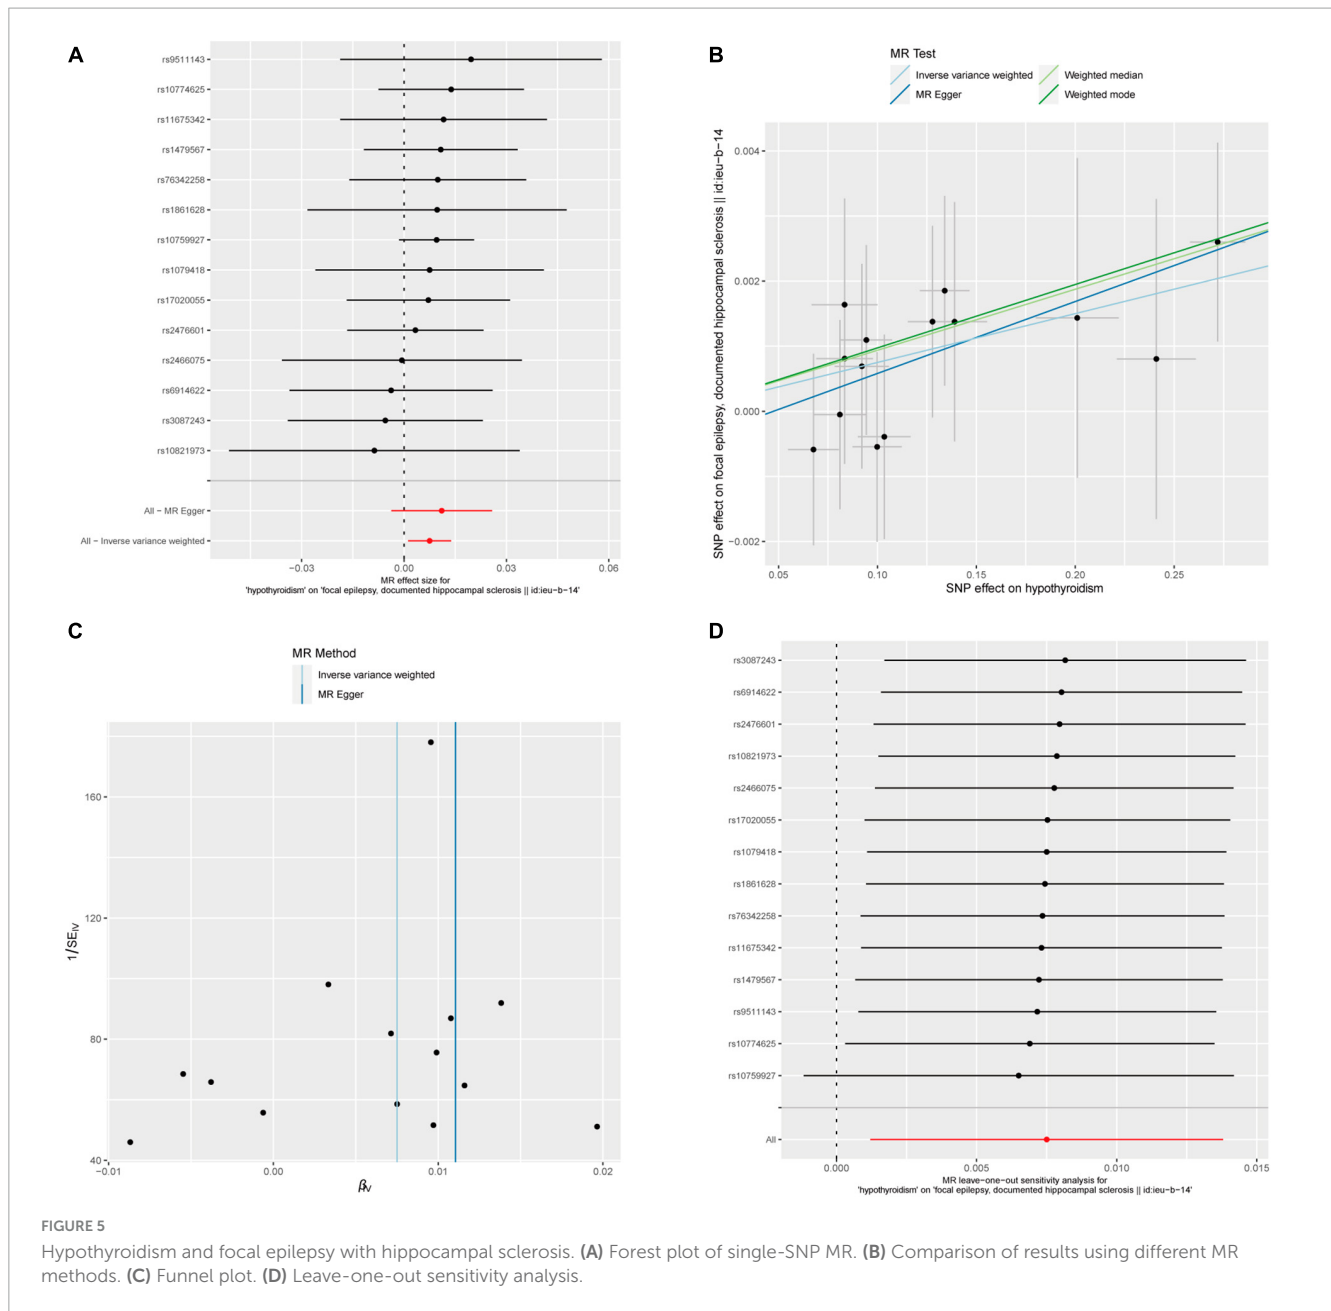 A
rs9511143
rs10774625
rs11675342
rs1479567
rs76342258
rs1861628
rs10759927
rs1079418
rs17020055
rs2476601
rs2466075
rs6914622
rs3087243
rs10821973
All − MR Egger
All − Inverse variance weighted
−0.03 0.00 0.03 0.06
MR effect size for
'hypothyroidism' on 'focal epilepsy, documented hippocampal sclerosis || id:ieu−b−14'
B
MR Test
Inverse variance weighted Weighted median
MR Egger Weighted mode
SNP effect on focal epilepsy, documented hippocampal sclerosis || id:ieu−b−14
0.004
0.002
0.000
−0.002
0.05 0.10 0.15 0.20 0.25
SNP effect on hypothyroidism
C
MR Method
Inverse variance weighted
MR Egger
1/SEIV
160
120
80
40
−0.01 0.00 0.01 0.02
βIV
D
rs3087243
rs6914622
rs2476601
rs10821973
rs2466075
rs17020055
rs1079418
rs1861628
rs76342258
rs11675342
rs1479567
rs9511143
rs10774625
rs10759927
All
0.000 0.005 0.010 0.015
MR leave−one−out sensitivity analysis for
'hypothyroidism' on 'focal epilepsy, documented hippocampal sclerosis || id:ieu−b−14'
FIGURE 5
Hypothyroidism and focal epilepsy with hippocampal sclerosis. (A) Forest plot of single-SNP MR. (B) Comparison of results using different MR
methods. (C) Funnel plot. (D) Leave-one-out sensitivity analysis.